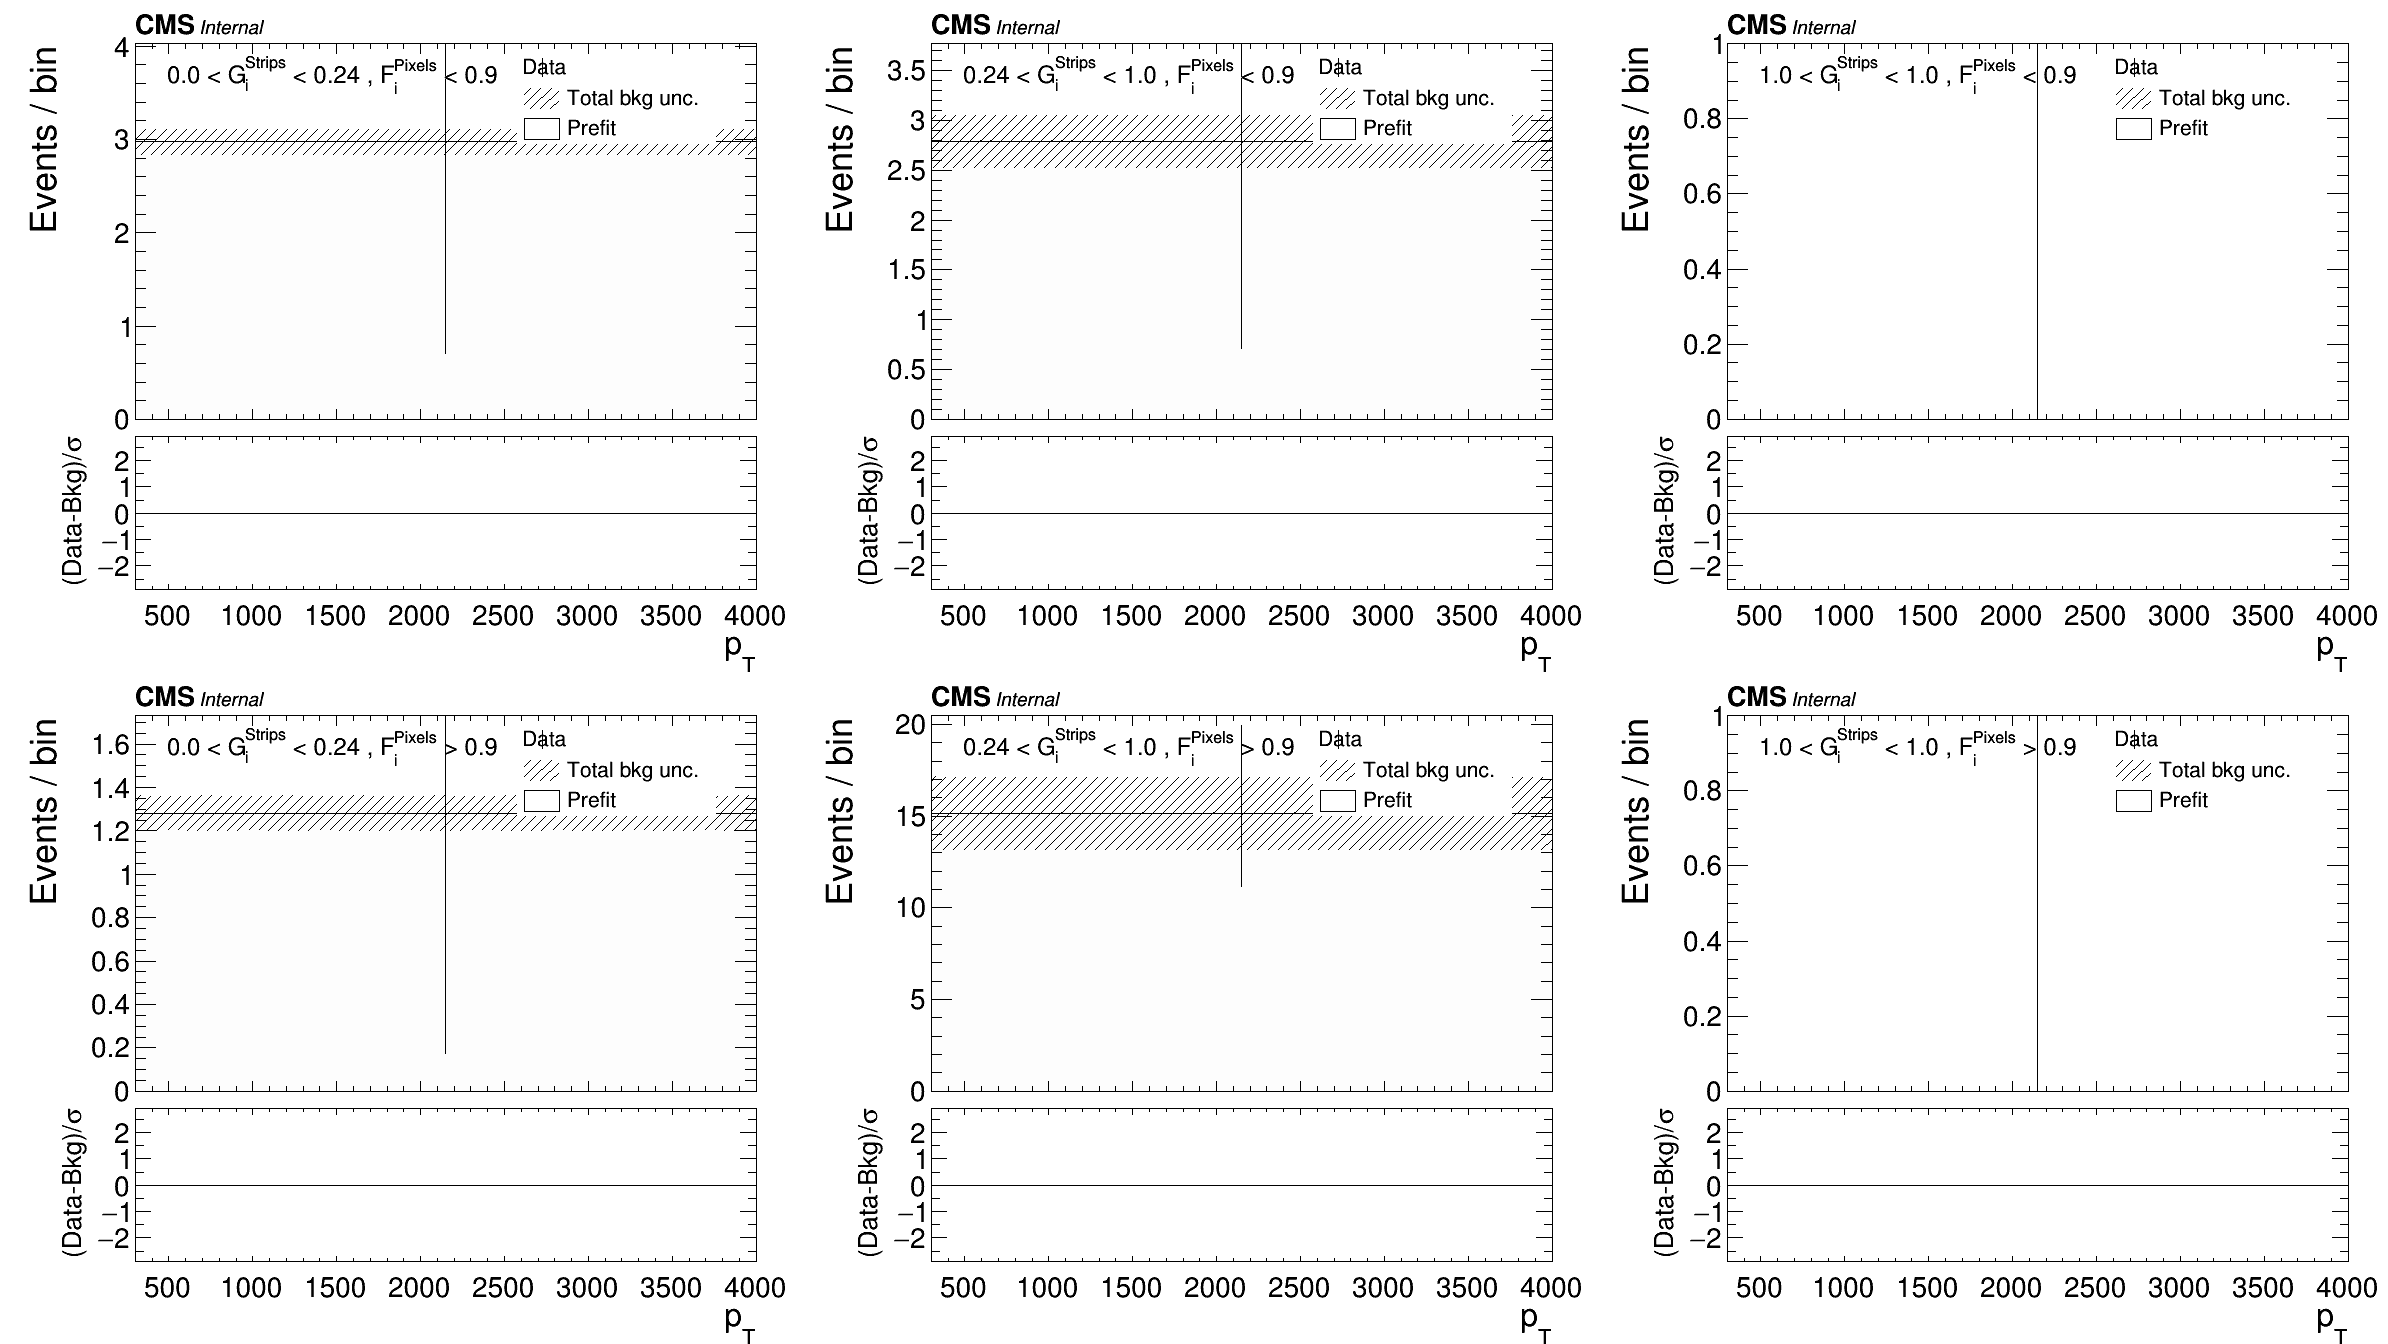 CMS Internal
Events / bin
0.0 < G_i^Strips < 0.24 , F_i^Pixels < 0.9
Data
Total bkg unc.
Prefit
4
3
2
1
0
(Data-Bkg)/σ
2
1
0
−1
−2
500 1000 1500 2000 2500 3000 3500 4000
p_T
CMS Internal
Events / bin
0.24 < G_i^Strips < 1.0 , F_i^Pixels < 0.9
Data
Total bkg unc.
Prefit
3.5
3
2.5
2
1.5
1
0.5
0
(Data-Bkg)/σ
2
1
0
−1
−2
500 1000 1500 2000 2500 3000 3500 4000
p_T
CMS Internal
Events / bin
1.0 < G_i^Strips < 1.0 , F_i^Pixels < 0.9
Data
Total bkg unc.
Prefit
1
0.8
0.6
0.4
0.2
0
(Data-Bkg)/σ
2
1
0
−1
−2
500 1000 1500 2000 2500 3000 3500 4000
p_T
CMS Internal
Events / bin
0.0 < G_i^Strips < 0.24 , F_i^Pixels > 0.9
Data
Total bkg unc.
Prefit
1.6
1.4
1.2
1
0.8
0.6
0.4
0.2
0
(Data-Bkg)/σ
2
1
0
−1
−2
500 1000 1500 2000 2500 3000 3500 4000
p_T
CMS Internal
Events / bin
0.24 < G_i^Strips < 1.0 , F_i^Pixels > 0.9
Data
Total bkg unc.
Prefit
20
15
10
5
0
(Data-Bkg)/σ
2
1
0
−1
−2
500 1000 1500 2000 2500 3000 3500 4000
p_T
CMS Internal
Events / bin
1.0 < G_i^Strips < 1.0 , F_i^Pixels > 0.9
Data
Total bkg unc.
Prefit
1
0.8
0.6
0.4
0.2
0
(Data-Bkg)/σ
2
1
0
−1
−2
500 1000 1500 2000 2500 3000 3500 4000
p_T